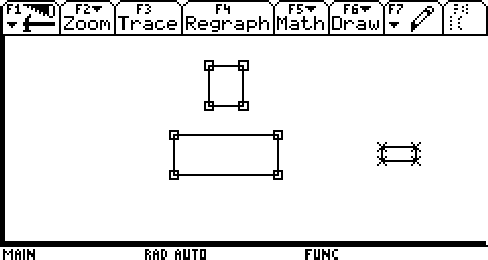 F1 F2 Zoom F3 Trace F4 Regraph F5 Math F6 Draw F7
MAIN RAD AUTO FUNC